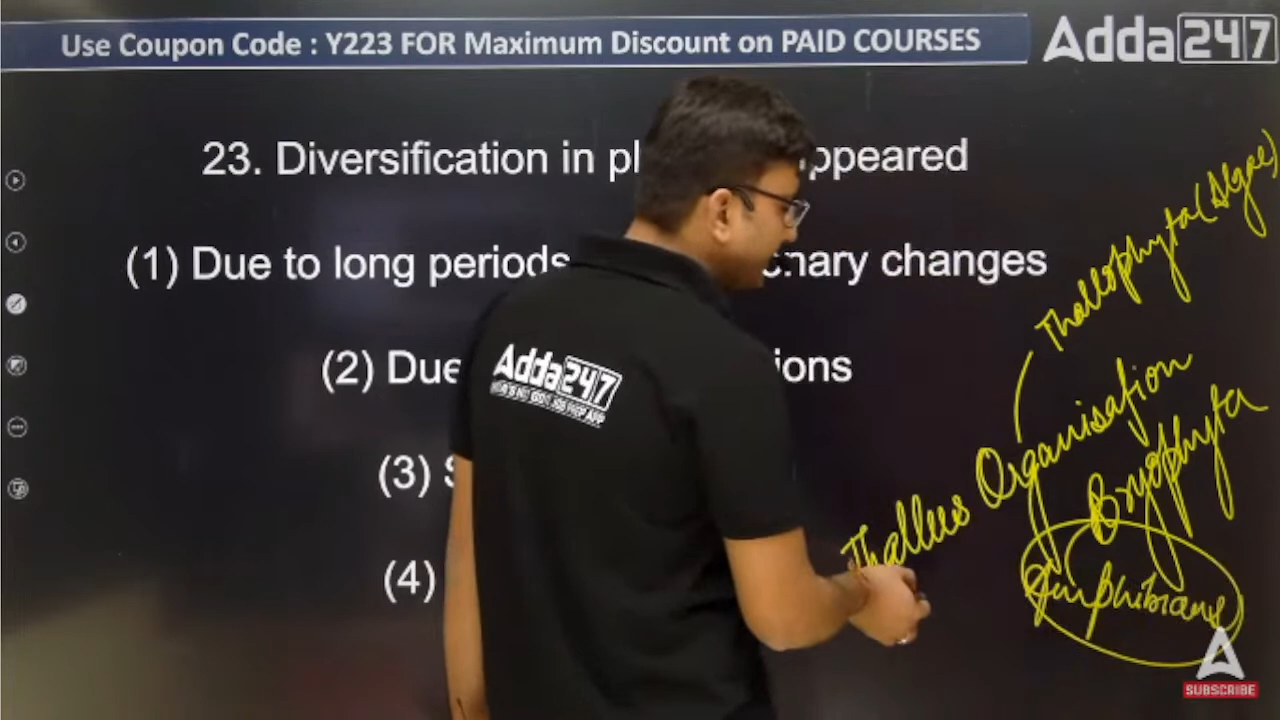 Use Coupon Code : Y223 FOR Maximum Discount on PAID COURSES
Adda247
23. Diversification in pl ppeared
(1) Due to long periods nary changes
(2) Due ions
(3) S
(4)
Thallophyta (Algae)
Thallus Organisation
Bryophyta
Amphibians
Adda247
SUBSCRIBE